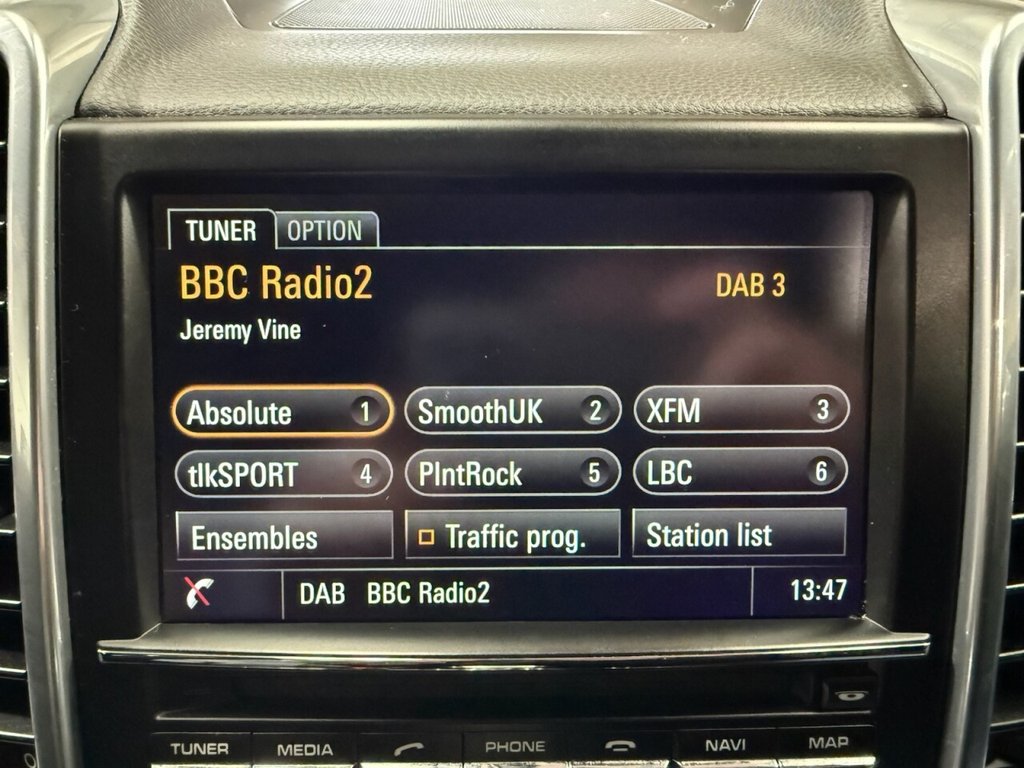 TUNER OPTION
BBC Radio2 DAB 3
Jeremy Vine
Absolute 1 SmoothUK 2 XFM 3
tlkSPORT 4 PlntRock 5 LBC 6
Ensembles Traffic prog. Station list
DAB BBC Radio2 13:47
TUNER MEDIA PHONE NAVI MAP